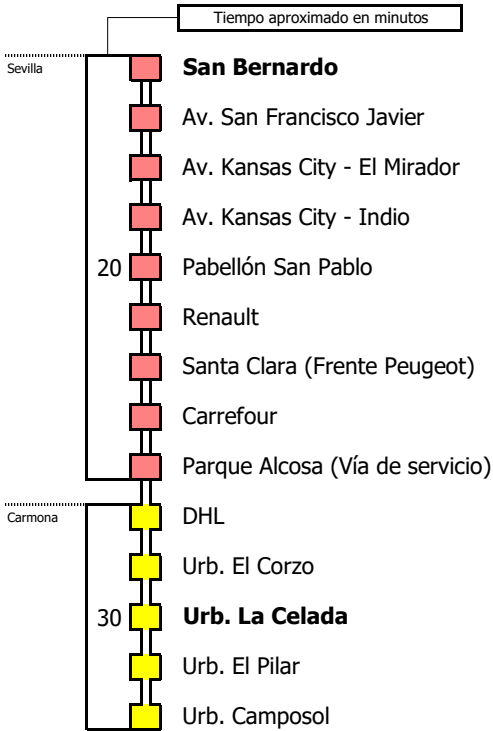 Tiempo aproximado en minutos
Sevilla
San Bernardo
Av. San Francisco Javier
Av. Kansas City - El Mirador
Av. Kansas City - Indio
20 Pabellón San Pablo
Renault
Santa Clara (Frente Peugeot)
Carrefour
Parque Alcosa (Vía de servicio)
Carmona
DHL
Urb. El Corzo
30 Urb. La Celada
Urb. El Pilar
Urb. Camposol